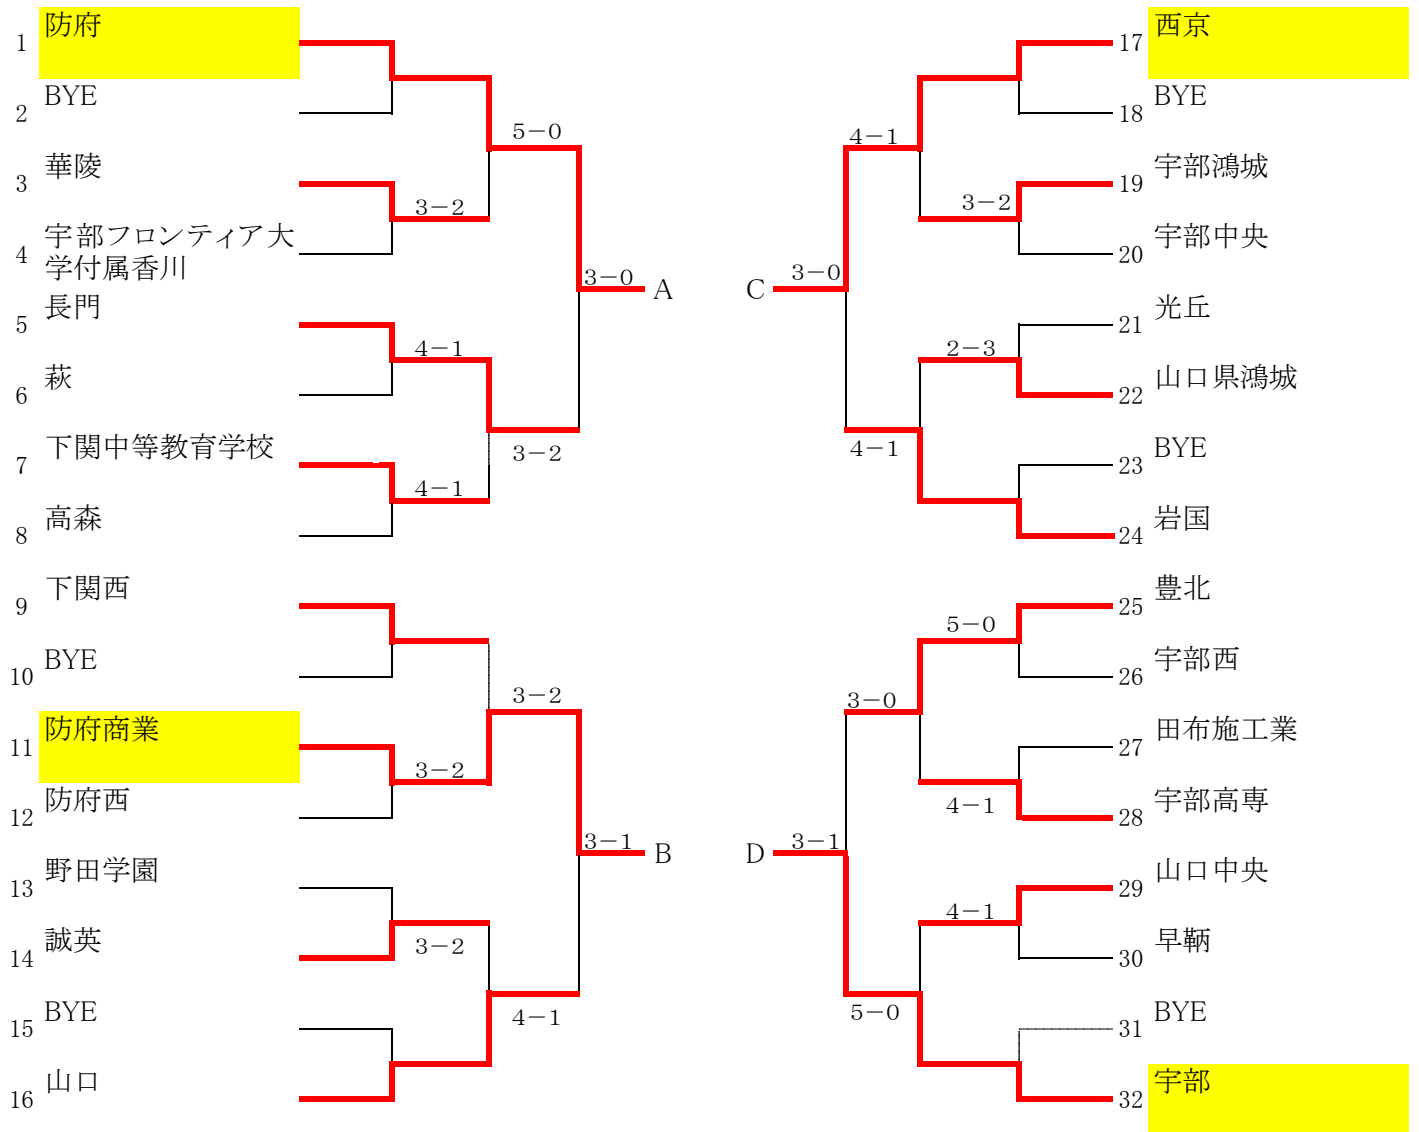 防府
1
BYE
2
5－0
華陵
3
3－2
宇部フロンティア大
学付属香川
4
3－0
A
長門
5
4－1
萩
6
下関中等教育学校
7
3－2
4－1
高森
8
下関西
9
BYE
10
3－2
防府商業
11
3－2
防府西
12
3－1
B
野田学園
13
誠英
14
3－2
BYE
15
4－1
山口
16
西京
17
BYE
18
4－1
宇部鴻城
19
3－2
宇部中央
20
C
3－0
光丘
21
2－3
山口県鴻城
22
BYE
23
4－1
岩国
24
豊北
25
5－0
宇部西
26
3－0
田布施工業
27
宇部高専
28
4－1
D
3－1
山口中央
29
4－1
早鞆
30
BYE
31
5－0
宇部
32